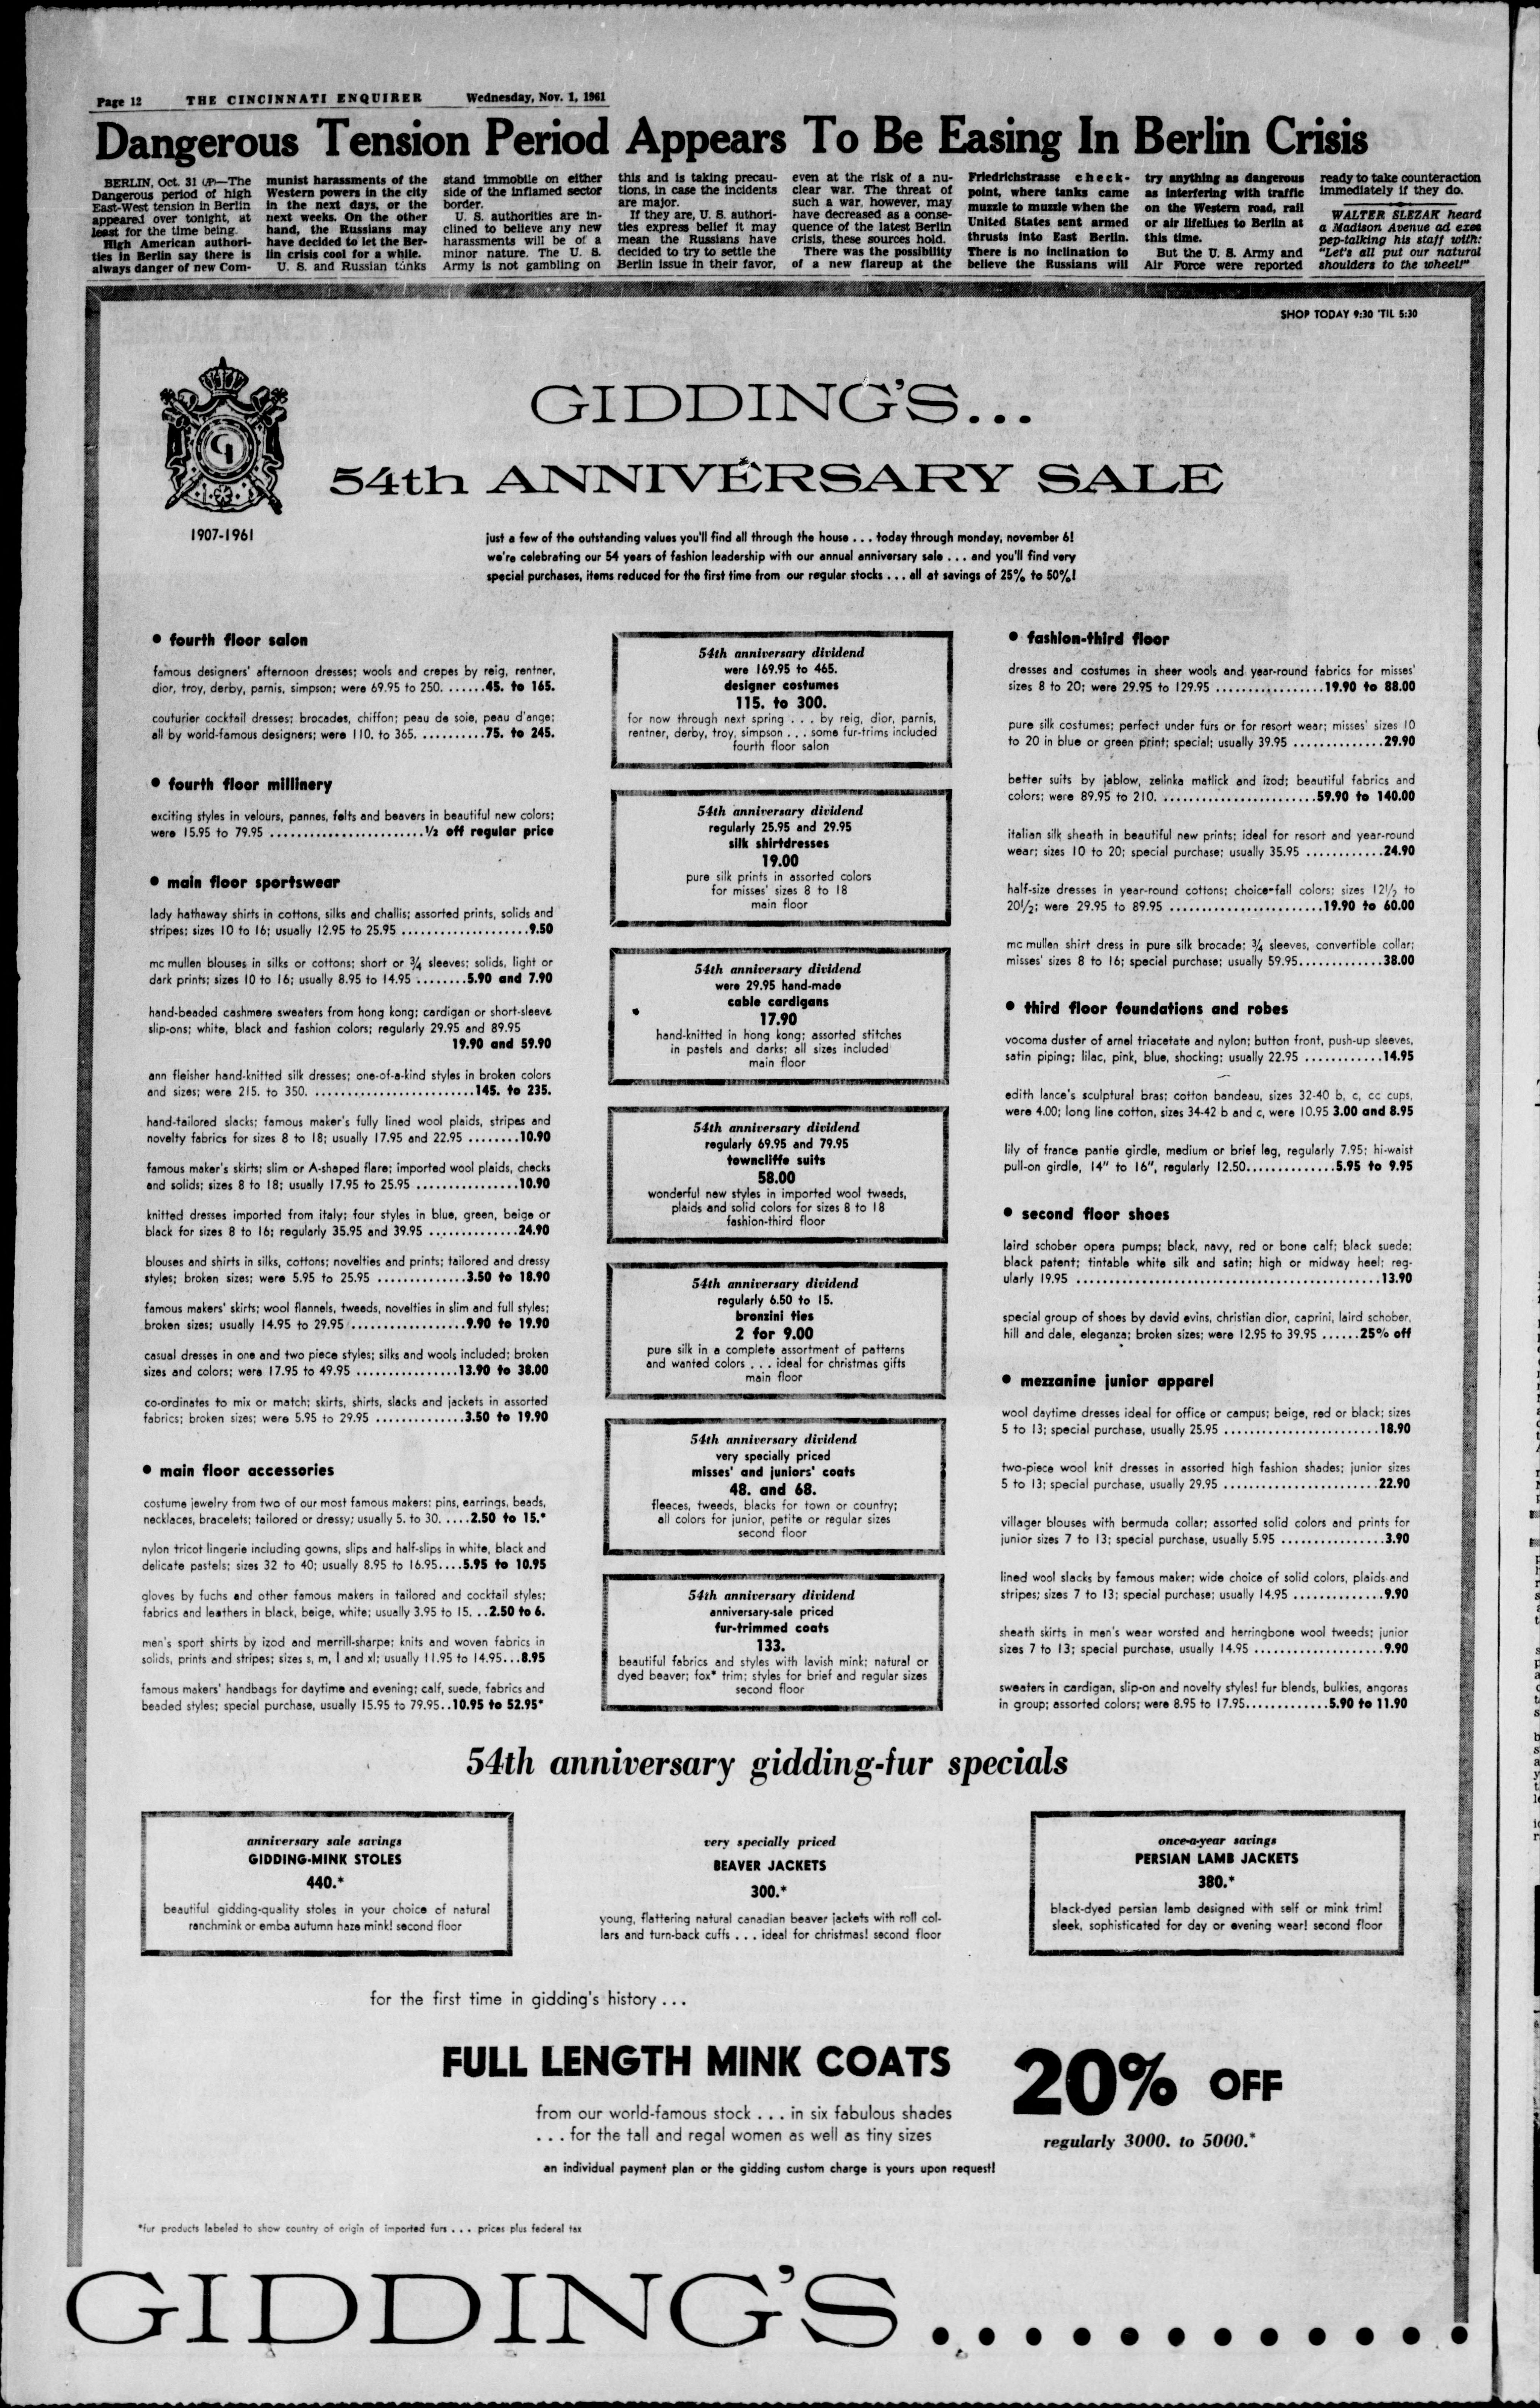 Page 12 THE CINCINNATI ENQUIRER Wednesday, Nov. 1, 1961
Dangerous Tension Period Appears To Be Easing In Berlin Crisis
BERLIN, Oct. 31 (AP)—The
Dangerous period of high
East-West tension in Berlin
appeared over tonight, at
least for the time being.
High American authori-
ties in Berlin say there is
always danger of new Com-
munist harassments of the
Western powers in the city
in the next days, or the
next weeks. On the other
hand, the Russians may
have decided to let the Ber-
lin crisis cool for a while.
U. S. and Russian tanks
stand immobile on either
side of the inflamed sector
border.
U. S. authorities are in-
clined to believe any new
harassments will be of a
minor nature. The U. S.
Army is not gambling on
this and is taking precau-
tions, in case the incidents
are major.
If they are, U. S. authori-
ties express belief it may
mean the Russians have
decided to try to settle the
Berlin issue in their favor,
even at the risk of a nu-
clear war. The threat of
such a war, however, may
have decreased as a conse-
quence of the latest Berlin
crisis, these sources hold.
There was the possibility
of a new flareup at the
Friedrichstrasse check-
point, where tanks came
muzzle to muzzle when the
United States sent armed
thrusts into East Berlin.
There is no inclination to
believe the Russians will
try anything as dangerous
as interfering with traffic
on the Western road, rail
or air lifelines to Berlin at
this time.
But the U. S. Army and
Air Force were reported
ready to take counteraction
immediately if they do.
WALTER SLEZAK heard
a Madison Avenue ad exec
pep-talking his staff with:
"Let's all put our natural
shoulders to the wheel!"
SHOP TODAY 9:30 'TIL 5:30
GIDDING'S...
54th ANNIVERSARY SALE
G
1907-1961
just a few of the outstanding values you'll find all through the house . . . today through monday, november 6!
we're celebrating our 54 years of fashion leadership with our annual anniversary sale . . . and you'll find very
special purchases, items reduced for the first time from our regular stocks . . . all at savings of 25% to 50%!
• fourth floor salon
famous designers' afternoon dresses; wools and crepes by reig, rentner,
dior, troy, derby, parnis, simpson; were 69.95 to 250. .......45. to 165.
couturier cocktail dresses; brocades, chiffon; peau de soie, peau d'ange;
all by world-famous designers; were 110. to 365. ..........75. to 245.
• fourth floor millinery
exciting styles in velours, pannes, felts and beavers in beautiful new colors;
were 15.95 to 79.95 ........................½ off regular price
• main floor sportswear
lady hathaway shirts in cottons, silks and challis; assorted prints, solids and
stripes; sizes 10 to 16; usually 12.95 to 25.95 ....................9.50
mc mullen blouses in silks or cottons; short or ¾ sleeves; solids, light or
dark prints; sizes 10 to 16; usually 8.95 to 14.95 ........5.90 and 7.90
hand-beaded cashmere sweaters from hong kong; cardigan or short-sleeve
slip-ons; white, black and fashion colors; regularly 29.95 and 89.95
19.90 and 59.90
ann fleisher hand-knitted silk dresses; one-of-a-kind styles in broken colors
and sizes; were 215. to 350. .........................145. to 235.
hand-tailored slacks; famous maker's fully lined wool plaids, stripes and
novelty fabrics for sizes 8 to 18; usually 17.95 and 22.95 ........10.90
famous maker's skirts; slim or A-shaped flare; imported wool plaids, checks
and solids; sizes 8 to 18; usually 17.95 to 25.95 ................10.90
knitted dresses imported from italy; four styles in blue, green, beige or
black for sizes 8 to 16; regularly 35.95 and 39.95 ..............24.90
blouses and shirts in silks, cottons; novelties and prints; tailored and dressy
styles; broken sizes; were 5.95 to 25.95 ..............3.50 to 18.90
famous makers' skirts; wool flannels, tweeds, novelties in slim and full styles;
broken sizes; usually 14.95 to 29.95 ..................9.90 to 19.90
casual dresses in one and two piece styles; silks and wools included; broken
sizes and colors; were 17.95 to 49.95 ................13.90 to 38.00
co-ordinates to mix or match; skirts, shirts, slacks and jackets in assorted
fabrics; broken sizes; were 5.95 to 29.95 ..............3.50 to 19.90
• main floor accessories
costume jewelry from two of our most famous makers; pins, earrings, beads,
necklaces, bracelets; tailored or dressy; usually 5. to 30. .....2.50 to 15.*
nylon tricot lingerie including gowns, slips and half-slips in white, black and
delicate pastels; sizes 32 to 40; usually 8.95 to 16.95....5.95 to 10.95
gloves by fuchs and other famous makers in tailored and cocktail styles;
fabrics and leathers in black, beige, white; usually 3.95 to 15. ..2.50 to 6.
men's sport shirts by izod and merrill-sharpe; knits and woven fabrics in
solids, prints and stripes; sizes s, m, l and xl; usually 11.95 to 14.95...8.95
famous makers' handbags for daytime and evening; calf, suede, fabrics and
beaded styles; special purchase, usually 15.95 to 79.95..10.95 to 52.95*
54th anniversary dividend
were 169.95 to 465.
designer costumes
115. to 300.
for now through next spring . . . by reig, dior, parnis,
rentner, derby, troy, simpson . . . some fur-trims included
fourth floor salon
54th anniversary dividend
regularly 25.95 and 29.95
silk shirtdresses
19.00
pure silk prints in assorted colors
for misses' sizes 8 to 18
main floor
54th anniversary dividend
were 29.95 hand-made
cable cardigans
17.90
hand-knitted in hong kong; assorted stitches
in pastels and darks; all sizes included
main floor
54th anniversary dividend
regularly 69.95 and 79.95
towncliffe suits
58.00
wonderful new styles in imported wool tweeds,
plaids and solid colors for sizes 8 to 18
fashion-third floor
54th anniversary dividend
regularly 6.50 to 15.
bronzini ties
2 for 9.00
pure silk in a complete assortment of patterns
and wanted colors . . . ideal for christmas gifts
main floor
54th anniversary dividend
very specially priced
misses' and juniors' coats
48. and 68.
fleeces, tweeds, blacks for town or country;
all colors for junior, petite or regular sizes
second floor
54th anniversary dividend
anniversary-sale priced
fur-trimmed coats
133.
beautiful fabrics and styles with lavish mink; natural or
dyed beaver; fox* trim; styles for brief and regular sizes
second floor
• fashion-third floor
dresses and costumes in sheer wools and year-round fabrics for misses'
sizes 8 to 20; were 29.95 to 129.95 .................19.90 to 88.00
pure silk costumes; perfect under furs or for resort wear; misses' sizes 10
to 20 in blue or green print; special; usually 39.95 ..............29.90
better suits by jablow, zelinka matlick and izod; beautiful fabrics and
colors; were 89.95 to 210. ........................59.90 to 140.00
italian silk sheath in beautiful new prints; ideal for resort and year-round
wear; sizes 10 to 20; special purchase; usually 35.95 ............24.90
half-size dresses in year-round cottons; choice-fall colors; sizes 12½ to
20½; were 29.95 to 89.95 ........................19.90 to 60.00
mc mullen shirt dress in pure silk brocade; ¾ sleeves, convertible collar;
misses' sizes 8 to 16; special purchase; usually 59.95.............38.00
• third floor foundations and robes
vocoma duster of arnel triacetate and nylon; button front, push-up sleeves,
satin piping; lilac, pink, blue, shocking; usually 22.95 ............14.95
edith lance's sculptural bras; cotton bandeau, sizes 32-40 b, c, cc cups,
were 4.00; long line cotton, sizes 34-42 b and c, were 10.95 3.00 and 8.95
lily of france pantie girdle, medium or brief leg, regularly 7.95; hi-waist
pull-on girdle, 14" to 16", regularly 12.50..............5.95 to 9.95
• second floor shoes
laird schober opera pumps; black, navy, red or bone calf; black suede;
black patent; tintable white silk and satin; high or midway heel; reg-
ularly 19.95 ................................................13.90
special group of shoes by david evins, christian dior, caprini, laird schober,
hill and dale, eleganza; broken sizes; were 12.95 to 39.95 ......25% off
• mezzanine junior apparel
wool daytime dresses ideal for office or campus; beige, red or black; sizes
5 to 13; special purchase, usually 25.95 ........................18.90
two-piece wool knit dresses in assorted high fashion shades; junior sizes
5 to 13; special purchase, usually 29.95 ........................22.90
villager blouses with bermuda collar; assorted solid colors and prints for
junior sizes 7 to 13; special purchase, usually 5.95 ................3.90
lined wool slacks by famous maker; wide choice of solid colors, plaids and
stripes; sizes 7 to 13; special purchase; usually 14.95 ..............9.90
sheath skirts in men's wear worsted and herringbone wool tweeds; junior
sizes 7 to 13; special purchase, usually 14.95 ....................9.90
sweaters in cardigan, slip-on and novelty styles! fur blends, bulkies, angoras
in group; assorted colors; were 8.95 to 17.95.............5.90 to 11.90
54th anniversary gidding-fur specials
anniversary sale savings
GIDDING-MINK STOLES
440.*
beautiful gidding-quality stoles in your choice of natural
ranchmink or emba autumn haze mink! second floor
very specially priced
BEAVER JACKETS
300.*
young, flattering natural canadian beaver jackets with roll col-
lars and turn-back cuffs . . . ideal for christmas! second floor
once-a-year savings
PERSIAN LAMB JACKETS
380.*
black-dyed persian lamb designed with self or mink trim!
sleek, sophisticated for day or evening wear! second floor
for the first time in gidding's history . . .
FULL LENGTH MINK COATS
20% OFF
from our world-famous stock . . . in six fabulous shades
. . . for the tall and regal women as well as tiny sizes
regularly 3000. to 5000.*
an individual payment plan or the gidding custom charge is yours upon request!
*fur products labeled to show country of origin of imported furs . . . prices plus federal tax
GIDDING'S............